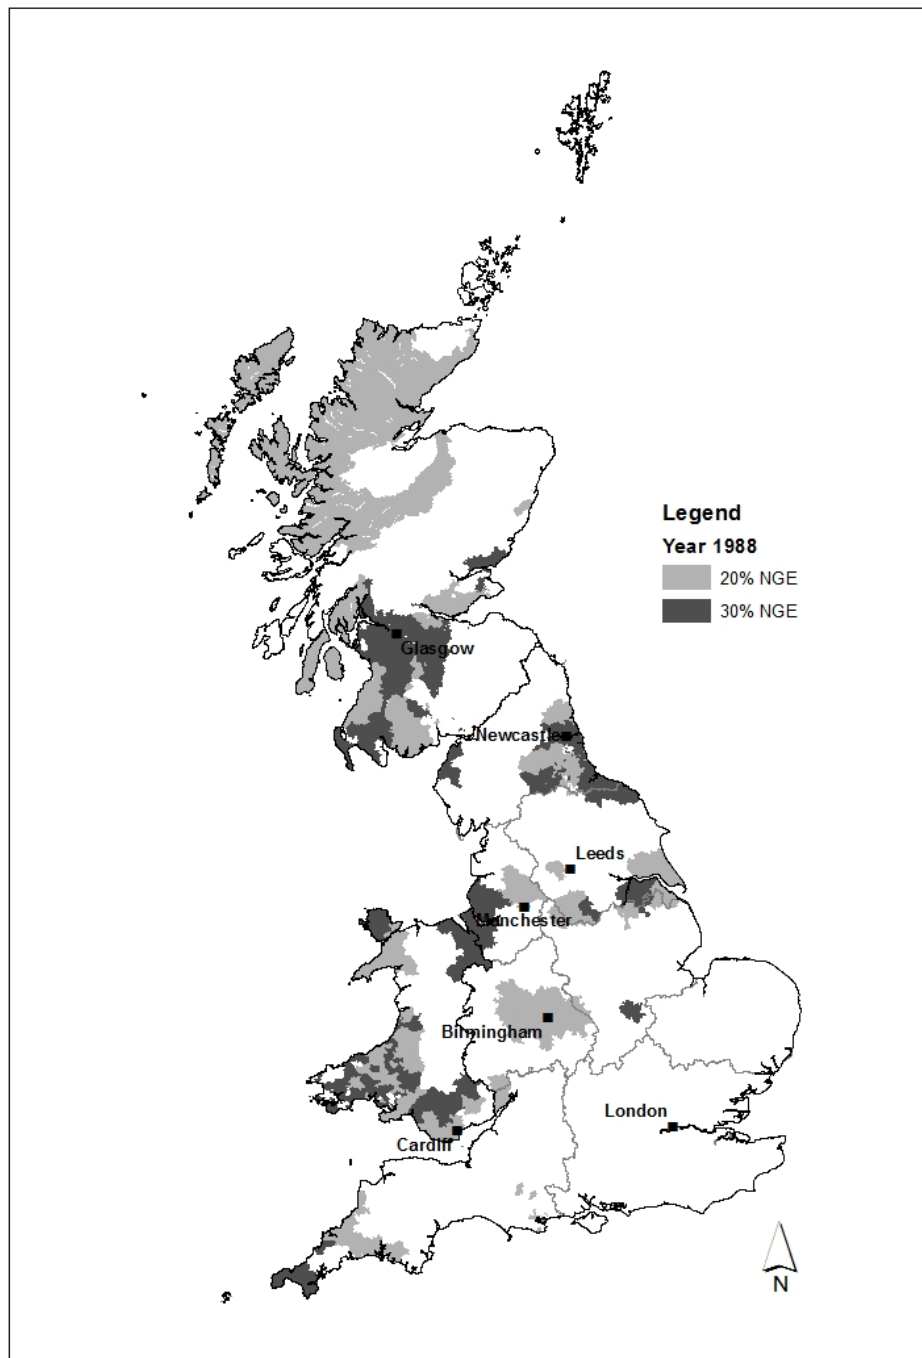 Legend
Year 1988
20% NGE
30% NGE
Glasgow
Newcastle
Leeds
Manchester
Birmingham
London
Cardiff
N